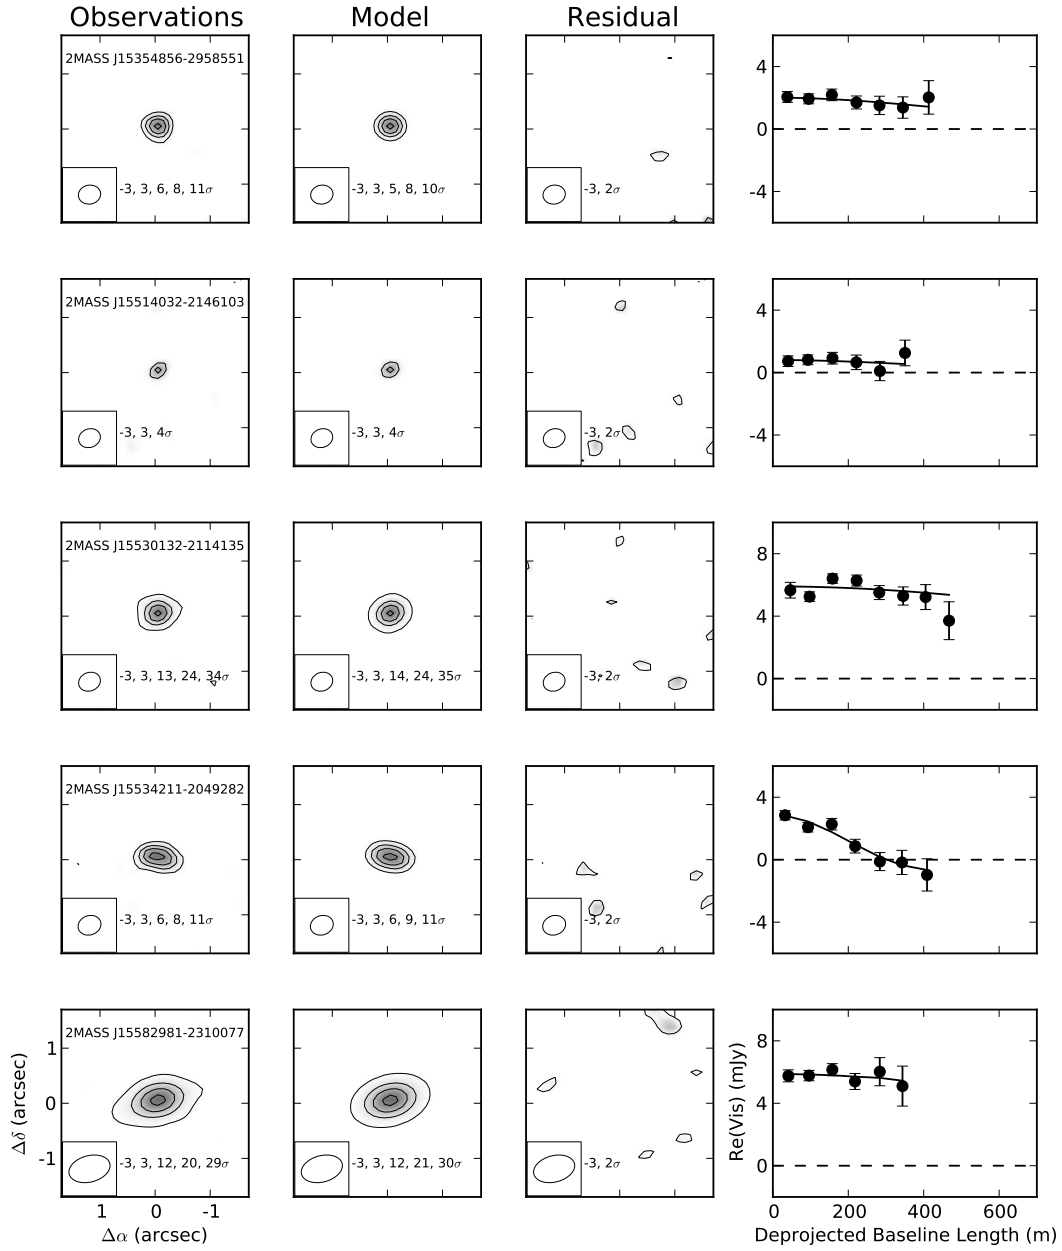 Observations Model Residual
2MASS J15354856-2958551
-3, 3, 6, 8, 11σ
-3, 3, 5, 8, 10σ
-3, 2σ
4
0
-4
2MASS J15514032-2146103
-3, 3, 4σ
-3, 3, 4σ
-3, 2σ
4
0
-4
2MASS J15530132-2114135
-3, 3, 13, 24, 34σ
-3, 3, 14, 24, 35σ
-3, 2σ
8
4
0
2MASS J15534211-2049282
-3, 3, 6, 8, 11σ
-3, 3, 6, 9, 11σ
-3, 2σ
4
0
-4
2MASS J15582981-2310077
-3, 3, 12, 20, 29σ
-3, 3, 12, 21, 30σ
-3, 2σ
1
0
-1
Δδ (arcsec)
1 0 -1
Δα (arcsec)
8
4
0
Re(Vis) (mJy)
0 200 400 600
Deprojected Baseline Length (m)